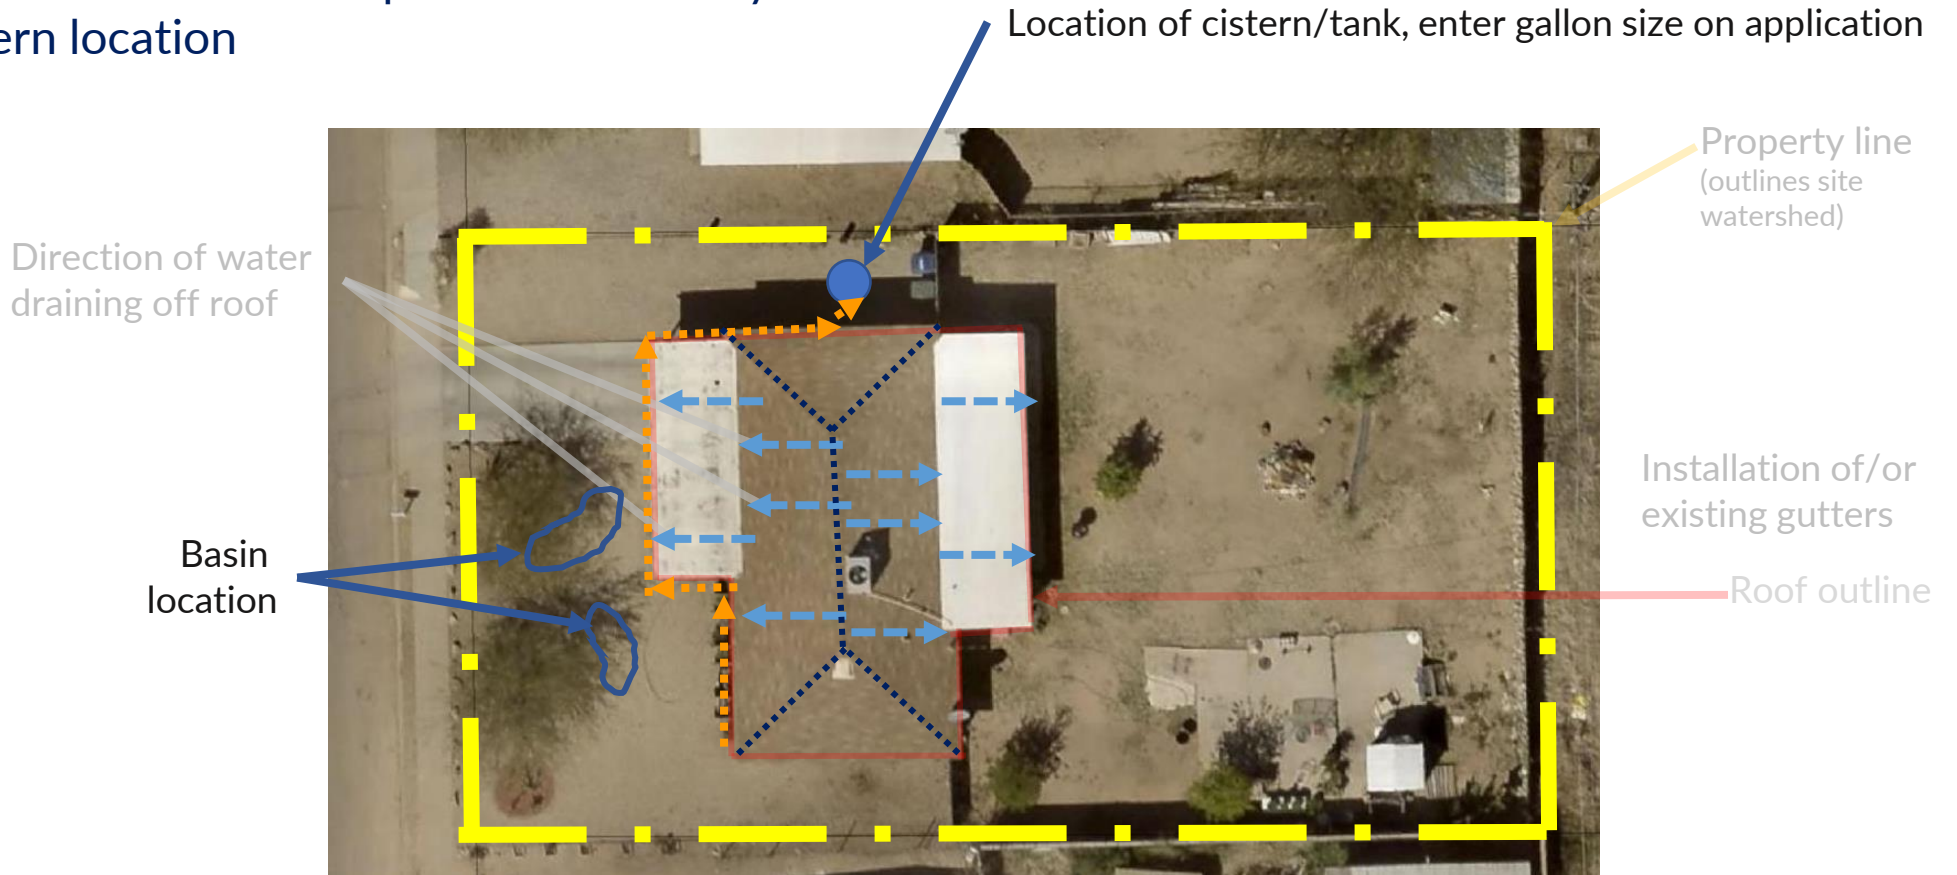 ern location
Location of cistern/tank, enter gallon size on application
Property line
(outlines site
watershed)
Direction of water
draining off roof
Installation of/or
existing gutters
Basin
location
Roof outline